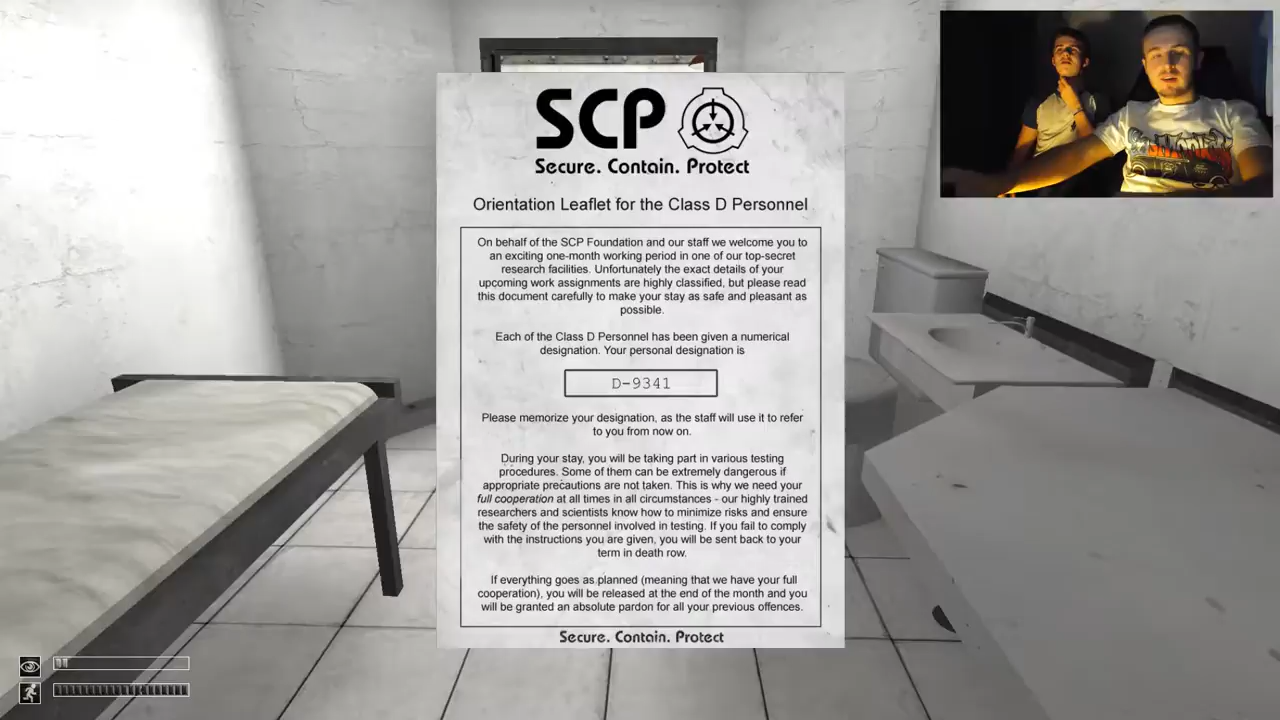 SCP
Secure. Contain. Protect
Orientation Leaflet for the Class D Personnel
On behalf of the SCP Foundation and our staff we welcome you to
an exciting one-month working period in one of our top-secret
research facilities. Unfortunately the exact details of your
upcoming work assignments are highly classified, but please read
this document carefully to make your stay as safe and pleasant as
possible.
Each of the Class D Personnel has been given a numerical
designation. Your personal designation is
D-9341
Please memorize your designation, as the staff will use it to refer
to you from now on.
During your stay, you will be taking part in various testing
procedures. Some of them can be extremely dangerous if
appropriate precautions are not taken. This is why we need your
full cooperation at all times in all circumstances - our highly trained
researchers and scientists know how to minimize risks and ensure
the safety of the personnel involved in testing. If you fail to comply
with the instructions you are given, you will be sent back to your
term in death row.
If everything goes as planned (meaning that we have your full
cooperation), you will be released at the end of the month and you
will be granted an absolute pardon for all your previous offences.
Secure. Contain. Protect